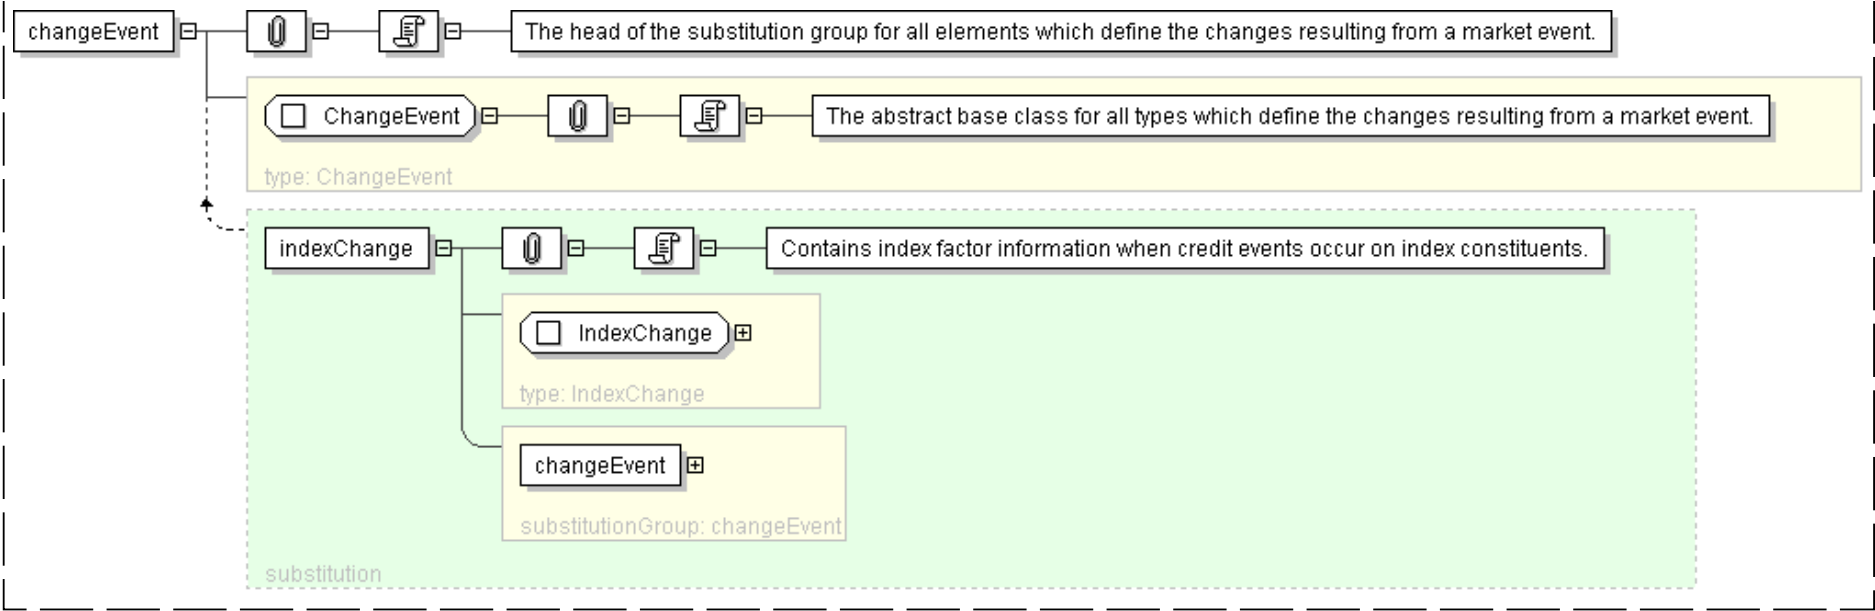 changeEvent
The head of the substitution group for all elements which define the changes resulting from a market event.
ChangeEvent
The abstract base class for all types which define the changes resulting from a market event.
type: ChangeEvent
indexChange
Contains index factor information when credit events occur on index constituents.
IndexChange
type: IndexChange
changeEvent
substitutionGroup: changeEvent
substitution